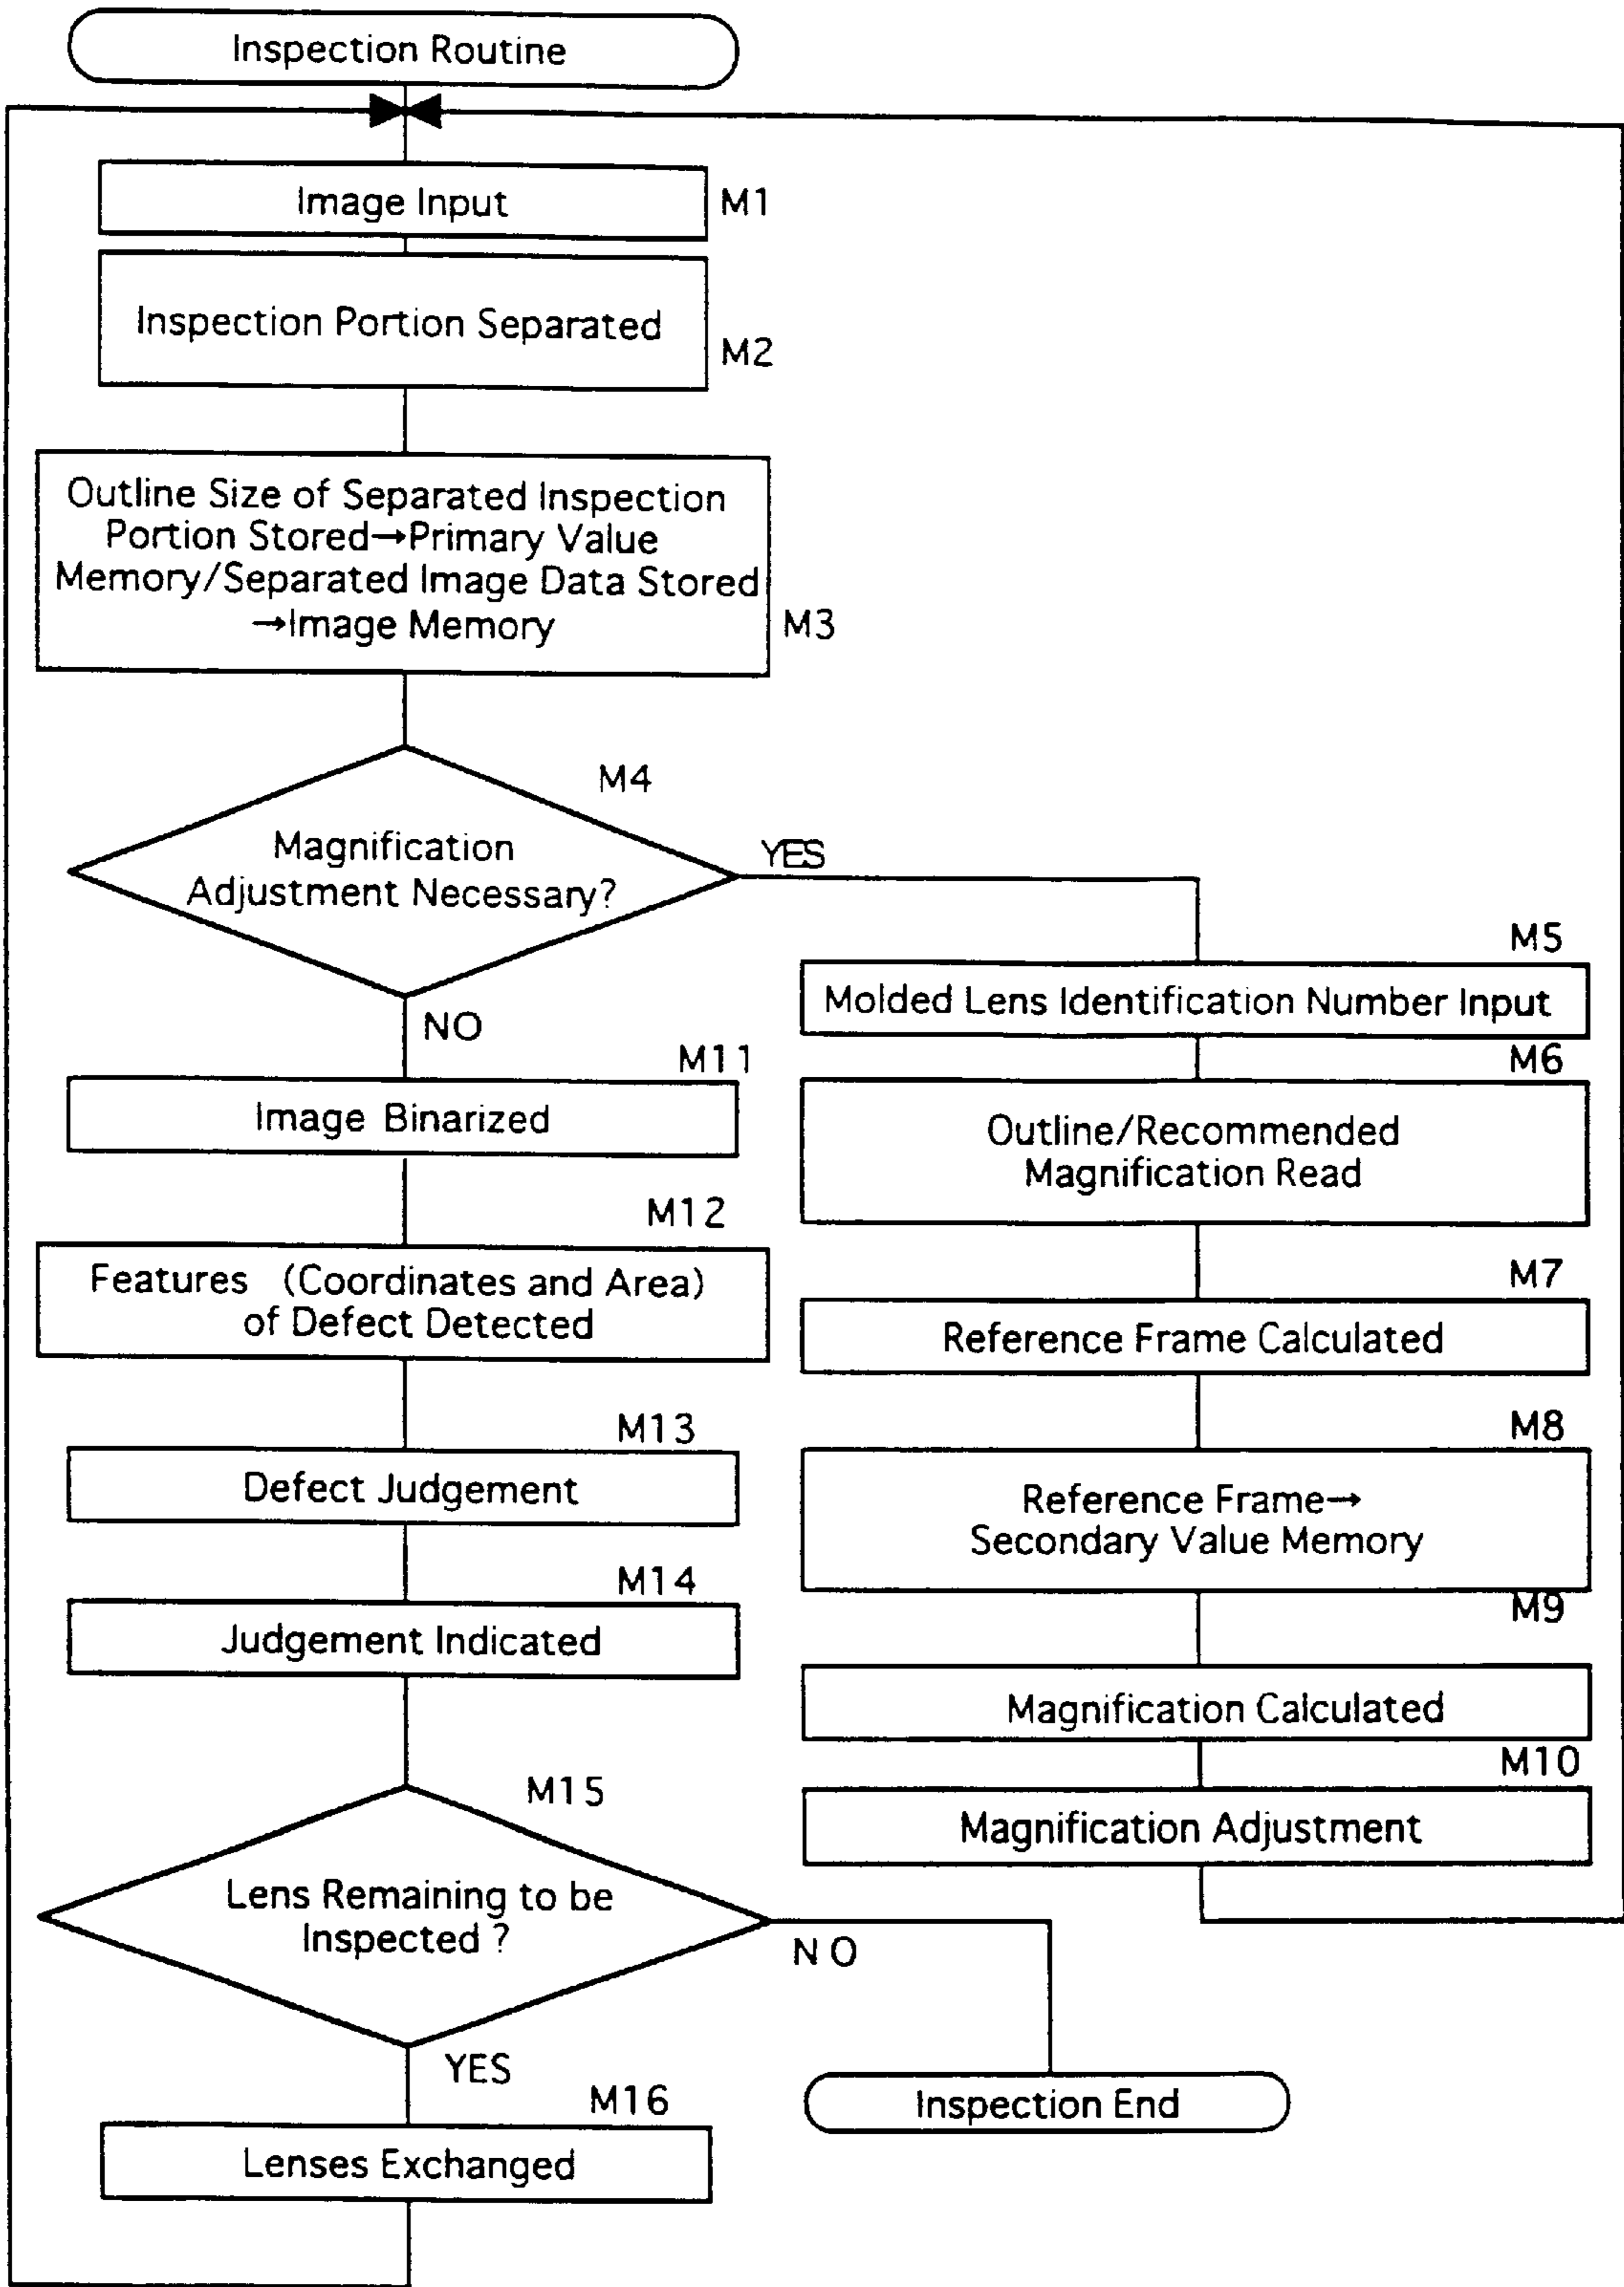 Inspection Routine
Image Input
M1
Inspection Portion Separated
M2
Outline Size of Separated Inspection
Portion Stored→Primary Value
Memory/Separated Image Data Stored
→Image Memory
M3
M4
Magnification
Adjustment Necessary?
YES
NO
M5
Molded Lens Identification Number Input
M6
Outline/Recommended
Magnification Read
M7
Reference Frame Calculated
M8
Reference Frame→
Secondary Value Memory
M9
Magnification Calculated
M10
Magnification Adjustment
M11
Image Binarized
M12
Features (Coordinates and Area)
of Defect Detected
M13
Defect Judgement
M14
Judgement Indicated
M15
Lens Remaining to be
Inspected ?
NO
YES
M16
Lenses Exchanged
Inspection End